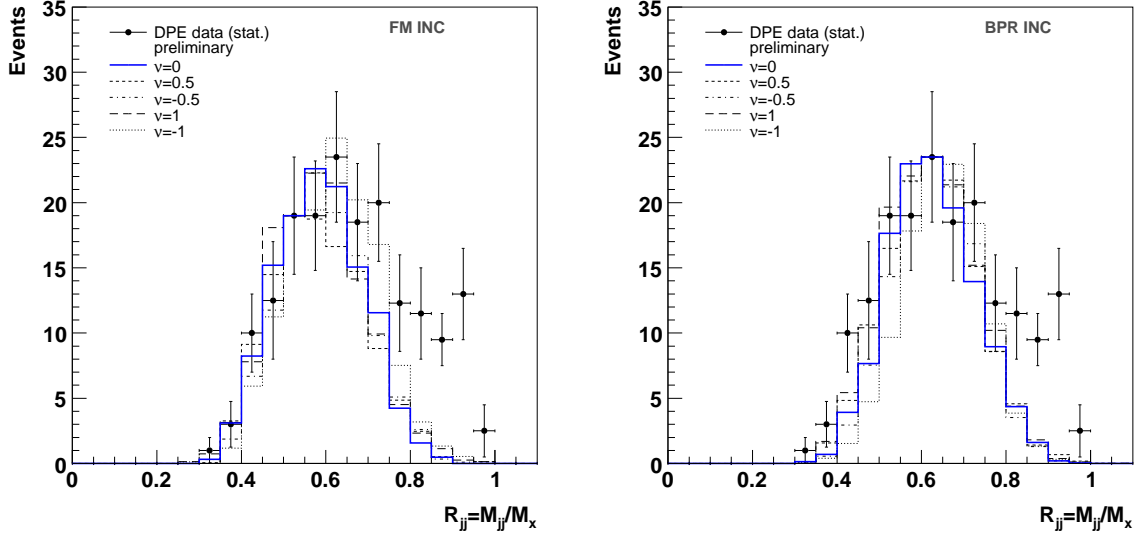 Events
FM INC
DPE data (stat.)
preliminary
ν=0
ν=0.5
ν=-0.5
ν=1
ν=-1
35
30
25
20
15
10
5
0
0 0.2 0.4 0.6 0.8 1
R_jj=M_jj/M_x
Events
BPR INC
DPE data (stat.)
preliminary
ν=0
ν=0.5
ν=-0.5
ν=1
ν=-1
35
30
25
20
15
10
5
0
0 0.2 0.4 0.6 0.8 1
R_jj=M_jj/M_x